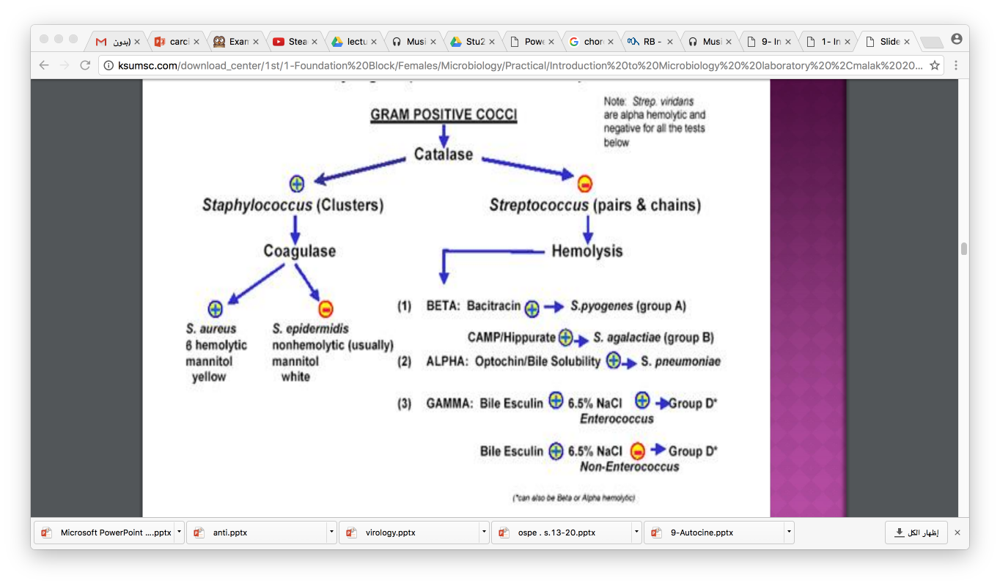 (بدون
carci
Exam
Stea
lectu
Musi
Stu2
Powe
chor
RB -
Musi
9- In
1- In
Slide
ksumsc.com/download_center/1st/1-Foundation%20Block/Females/Microbiology/Practical/Introduction%20to%20Microbiology%20%20laboratory%20%2Cmalak%2020...
GRAM POSITIVE COCCI
Note: Strep. viridans
are alpha hemolytic and
negative for all the tests
below
Catalase
+
-
Staphylococcus (Clusters)
Streptococcus (pairs & chains)
Coagulase
Hemolysis
+
-
S. aureus
6 hemolytic
mannitol
yellow
S. epidermidis
nonhemolytic (usually)
mannitol
white
(1) BETA: Bacitracin + S.pyogenes (group A)
CAMP/Hippurate + S. agalactiae (group B)
(2) ALPHA: Optochin/Bile Solubility + S. pneumoniae
(3) GAMMA: Bile Esculin + 6.5% NaCl + Group D*
Enterococcus
Bile Esculin + 6.5% NaCl - Group D*
Non-Enterococcus
(*can also be Beta or Alpha hemolytic)
Microsoft PowerPoint ....pptx
anti.pptx
virology.pptx
ospe . s.13-20.pptx
9-Autocine.pptx
إظهار الكل